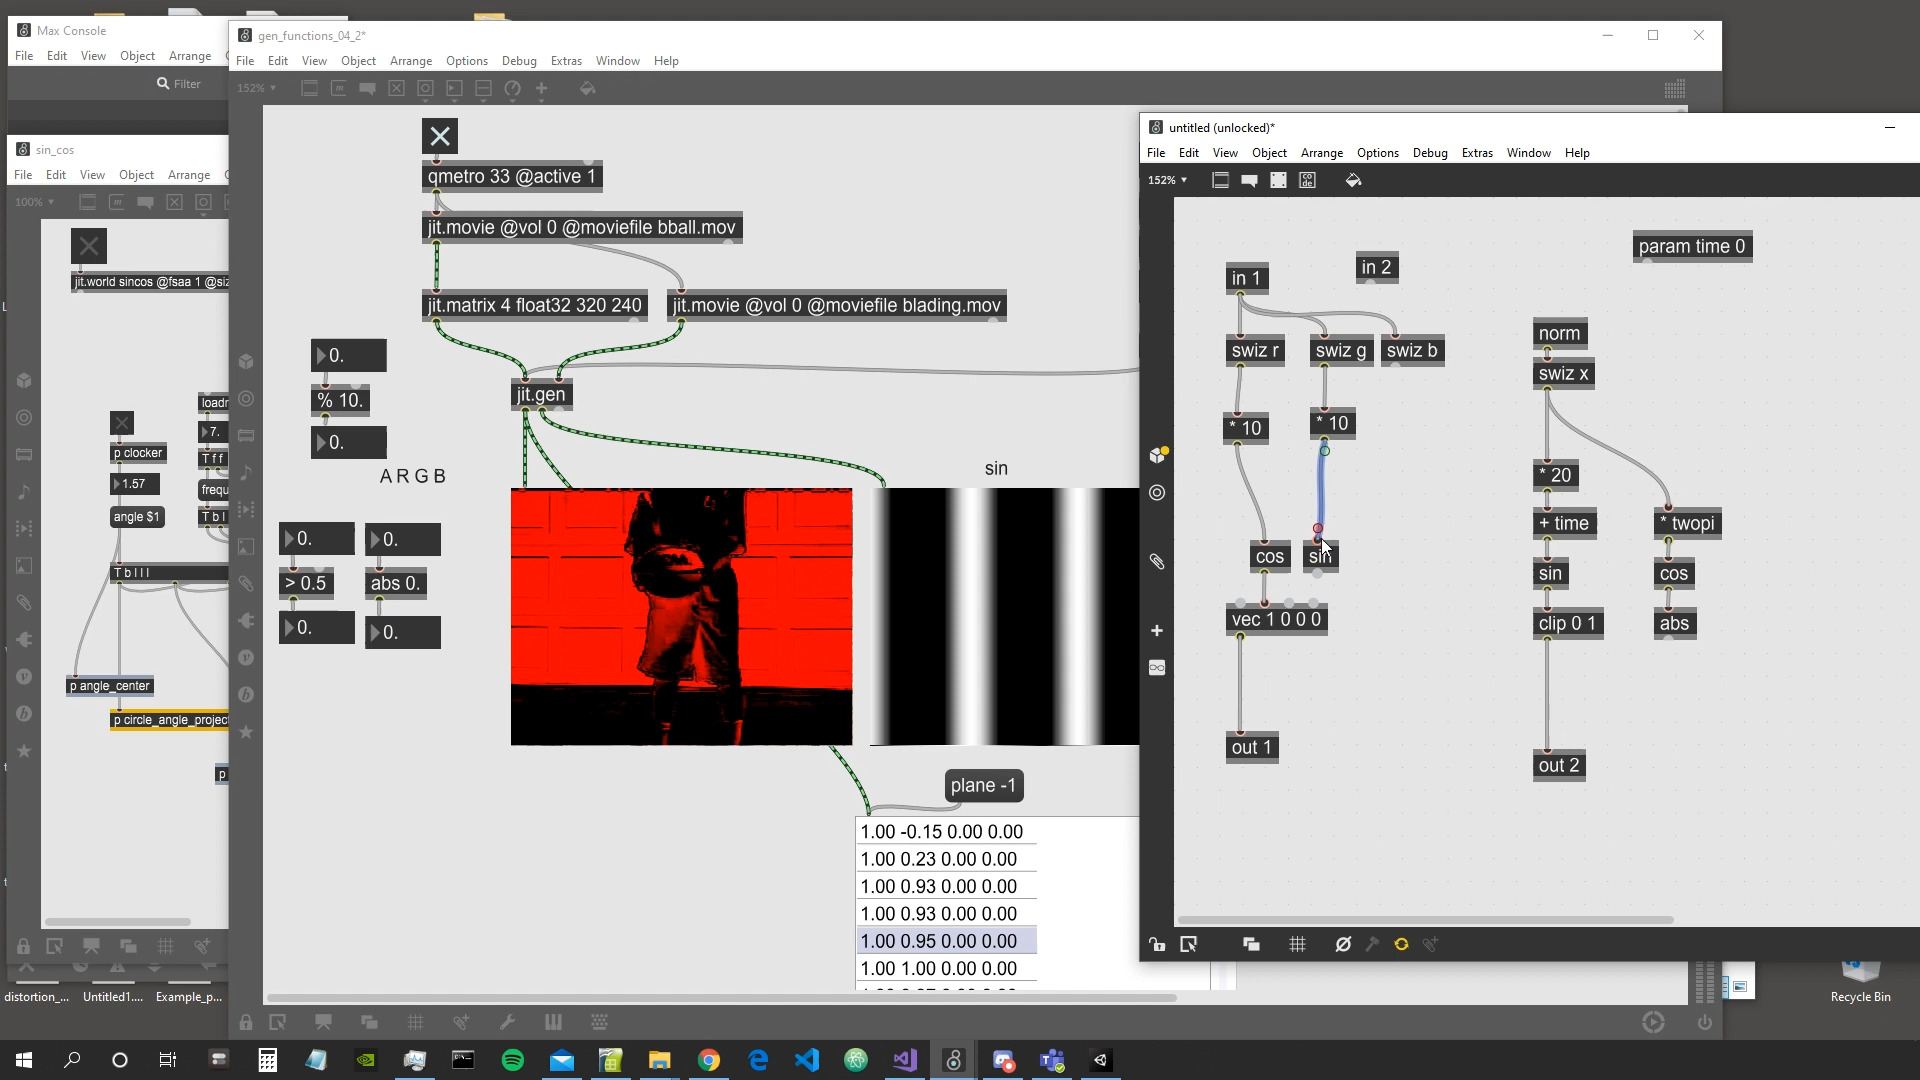 Max Console
File Edit View Object Arrange
Filter
sin_cos
File Edit View Object Arrange
100%
jit.world sincos @fsaa 1 @siz
loadr
7.
p clocker
T f f
1.57
frequ
angle $1
T b l
T b l l l
p angle_center
p circle_angle_project
p
distortion_... Untitled1.... Example_p...
gen_functions_04_2*
File Edit View Object Arrange Options Debug Extras Window Help
152%
qmetro 33 @active 1
jit.movie @vol 0 @moviefile bball.mov
jit.matrix 4 float32 320 240
jit.movie @vol 0 @moviefile blading.mov
0.
% 10.
0.
jit.gen
A R G B
sin
0.
0.
> 0.5
abs 0.
0.
0.
plane -1
1.00 -0.15 0.00 0.00
1.00 0.23 0.00 0.00
1.00 0.93 0.00 0.00
1.00 0.93 0.00 0.00
1.00 0.95 0.00 0.00
1.00 1.00 0.00 0.00
untitled (unlocked)*
File Edit View Object Arrange Options Debug Extras Window Help
152%
co
de
param time 0
in 1
in 2
swiz r
swiz g
swiz b
norm
swiz x
* 10
* 10
* 20
+ time
* twopi
cos
sin
sin
cos
vec 1 0 0 0
clip 0 1
abs
out 1
out 2
Recycle Bin